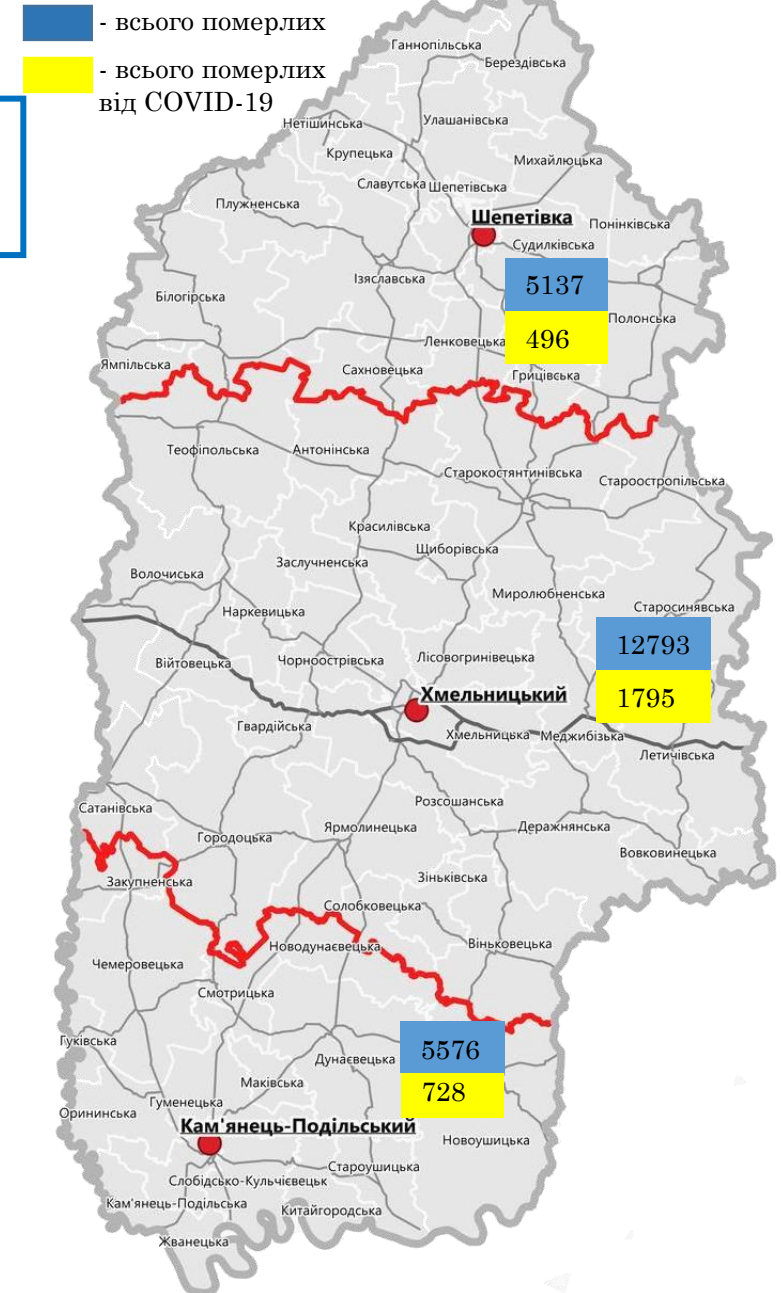 - всього померлих
- всього померлих
від COVID-19
Ганнопільська
Берездівська
Нетішинська
Улашанівська
Крупецька
Михайлюцька
Славутська
Шепетівська
Плужненська
Шепетівка
Понінківська
Судилківська
Ізяславська
5137
Білогірська
Полонська
496
Ленковецька
Ямпільська
Сахновецька
Грицівська
Теофіпольська
Антонінська
Старокостянтинівська
Староостропільська
Красилівська
Щиборівська
Заслучненська
Волочиська
Миролюбненська
Наркевицька
Старосинявська
12793
Війтовецька
Чорноострівська
Лісовогринівецька
Хмельницький
1795
Гвардійська
Хмельницька
Меджибізька
Летичівська
Розсошанська
Сатанівська
Городоцька
Ярмолинецька
Деражнянська
Вовковинецька
Закупненська
Зіньківська
Солобковецька
Новодунаєвецька
Віньковецька
Чемеровецька
Смотрицька
Гуківська
5576
Дунаєвецька
Маківська
728
Гуменецька
Орининська
Кам'янець-Подільський
Новоушицька
Староушицька
Слобідсько-Кульчієвецьк
Кам'янець-Подільська
Китайгородська
Жванецька